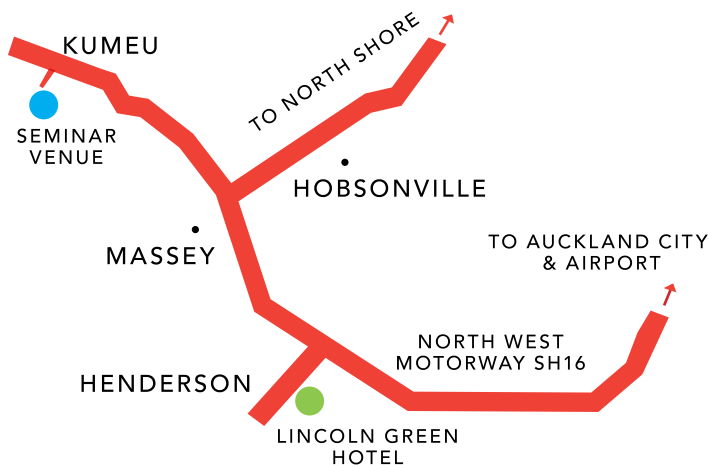 KUMEU
SEMINAR
VENUE
TO NORTH SHORE
HOBSONVILLE
MASSEY
TO AUCKLAND CITY
& AIRPORT
NORTH WEST
MOTORWAY SH16
HENDERSON
LINCOLN GREEN
HOTEL